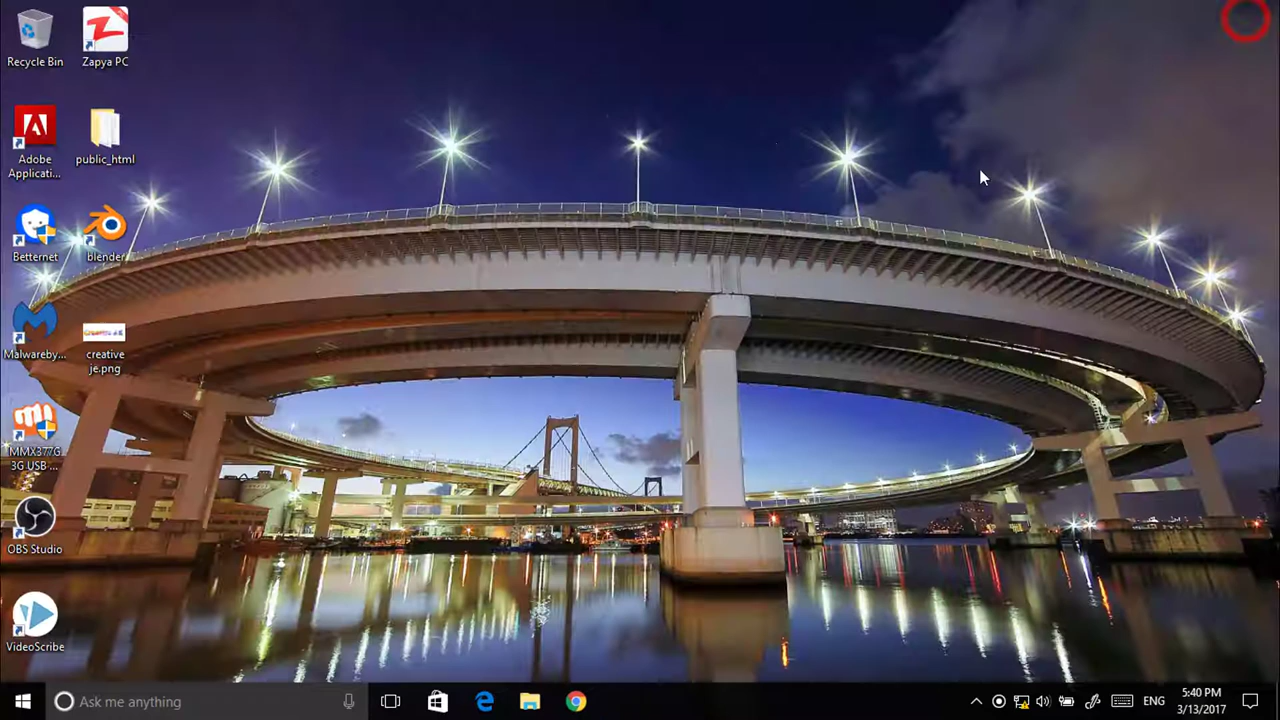 Recycle Bin
Zapya PC
Adobe
Applicati...
public_html
Betternet
blender
Malwareby...
creative
je.png
MMX377G
3G USB ...
OBS Studio
VideoScribe
Ask me anything
ENG
5:40 PM
3/13/2017